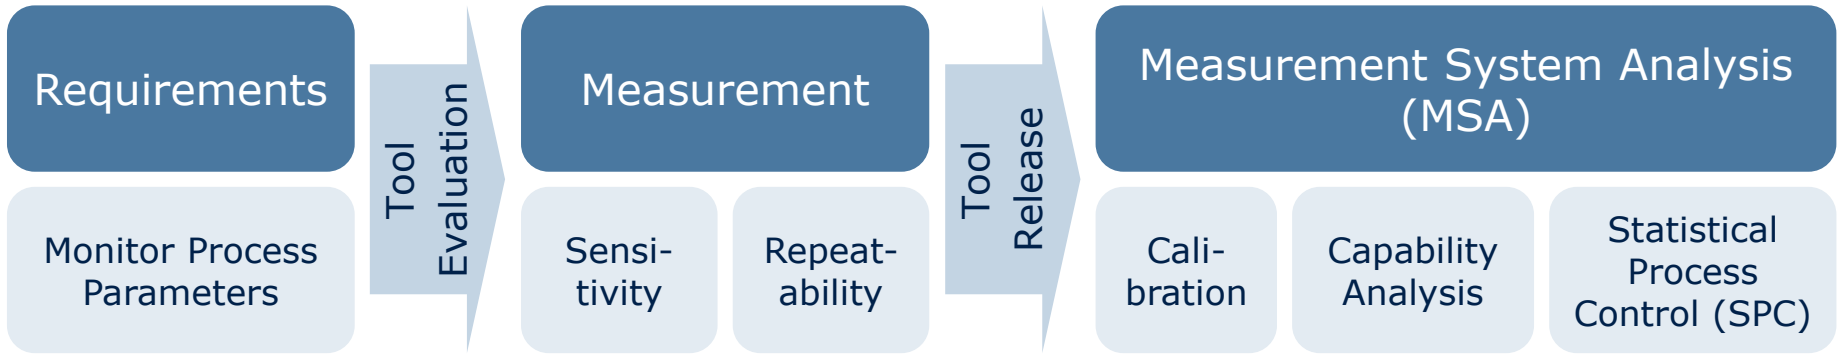 Requirements
Monitor Process
Parameters
Tool
Evaluation
Measurement
Sensi-
tivity
Repeat-
ability
Tool
Release
Measurement System Analysis
(MSA)
Cali-
bration
Capability
Analysis
Statistical
Process
Control (SPC)